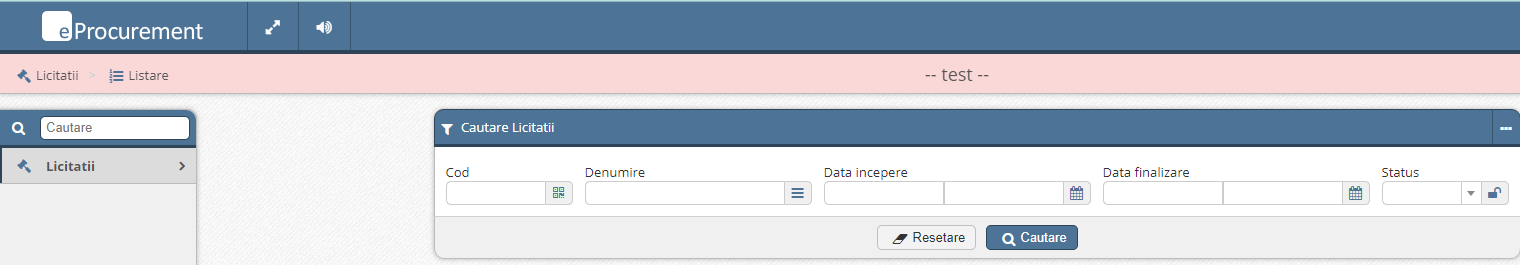 eProcurement
Licitatii > Listare
-- test --
Cautare
Licitatii
Cautare Licitatii
Cod Denumire Data incepere Data finalizare Status
Resetare Cautare